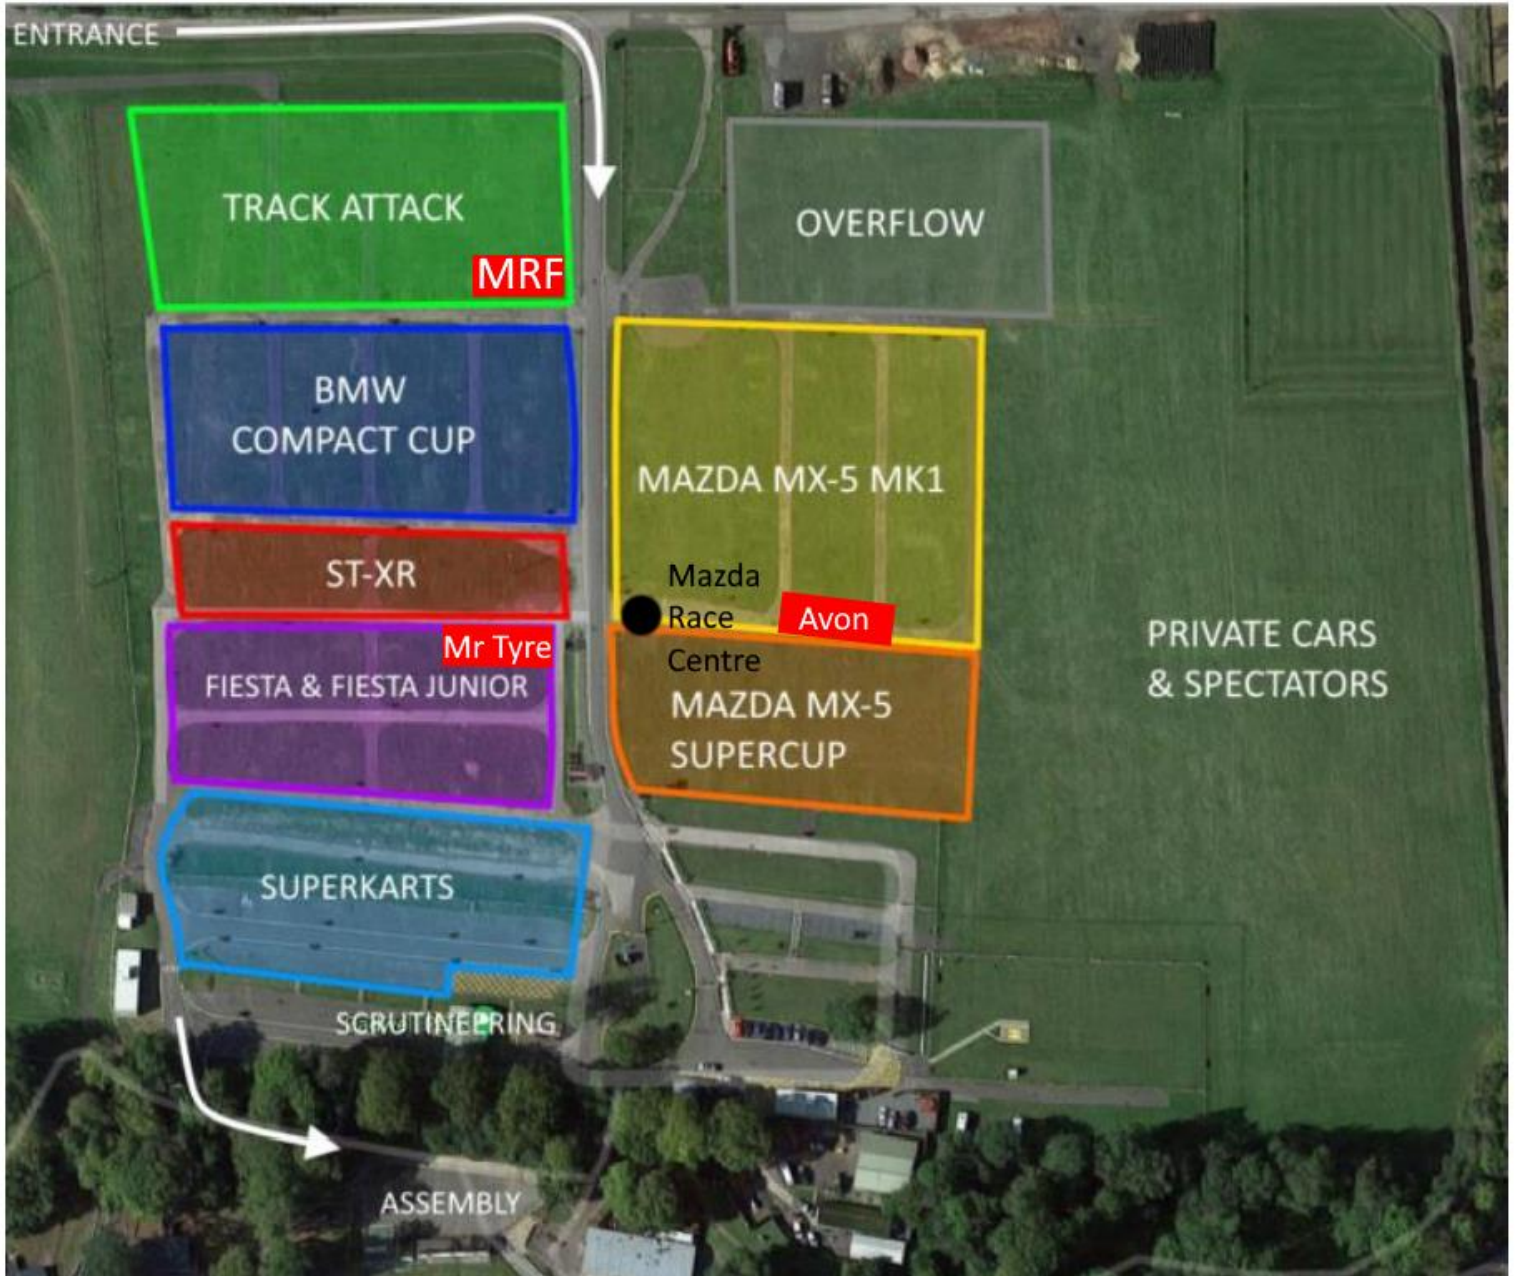 ENTRANCE
TRACK ATTACK
MRF
OVERFLOW
BMW
COMPACT CUP
MAZDA MX-5 MK1
ST-XR
Mazda
Race
Centre
Avon
Mr Tyre
FIESTA & FIESTA JUNIOR
MAZDA MX-5
SUPERCUP
PRIVATE CARS
& SPECTATORS
SUPERKARTS
SCRUTINEERING
ASSEMBLY